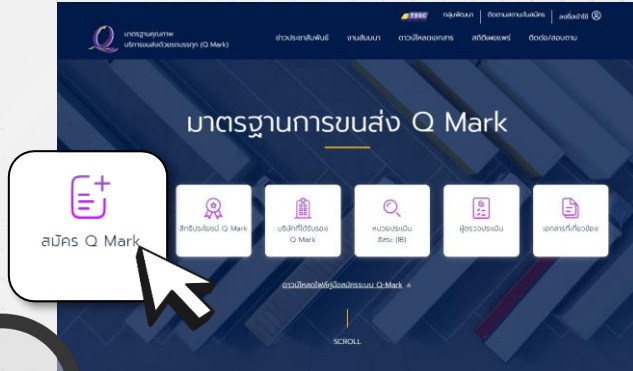 TDSC
กลุ่มพัฒนา
ติดตามสถานะใบสมัคร
ลงชื่อเข้าใช้
มาตรฐานคุณภาพ
บริการขนส่งด้วยรถบรรทุก (Q Mark)
ข่าวประชาสัมพันธ์
งานสัมมนา
ดาวน์โหลดเอกสาร
สถิติเผยแพร่
ติดต่อ/สอบถาม
มาตรฐานการขนส่ง Q Mark
สมัคร Q Mark
สิทธิประโยชน์ Q Mark
บริษัทที่ได้รับรอง
Q Mark
หน่วยประเมิน
อิสระ (IB)
ผู้ตรวจประเมิน
เอกสารที่เกี่ยวข้อง
ดาวน์โหลดไฟล์คู่มือสมัครระบบ Q-Mark
SCROLL